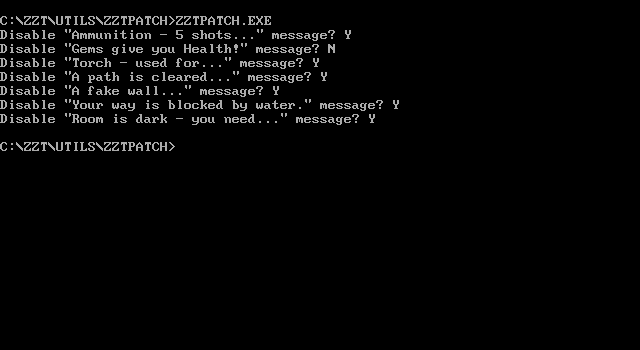 C:\ZZT\UTILS\ZZTPATCH>ZZTPATCH.EXE
Disable "Ammunition - 5 shots..." message? Y
Disable "Gems give you Health!" message? N
Disable "Torch - used for..." message? Y
Disable "A path is cleared..." message? Y
Disable "A fake wall..." message? Y
Disable "Your way is blocked by water." message? Y
Disable "Room is dark - you need..." message? Y
C:\ZZT\UTILS\ZZTPATCH>